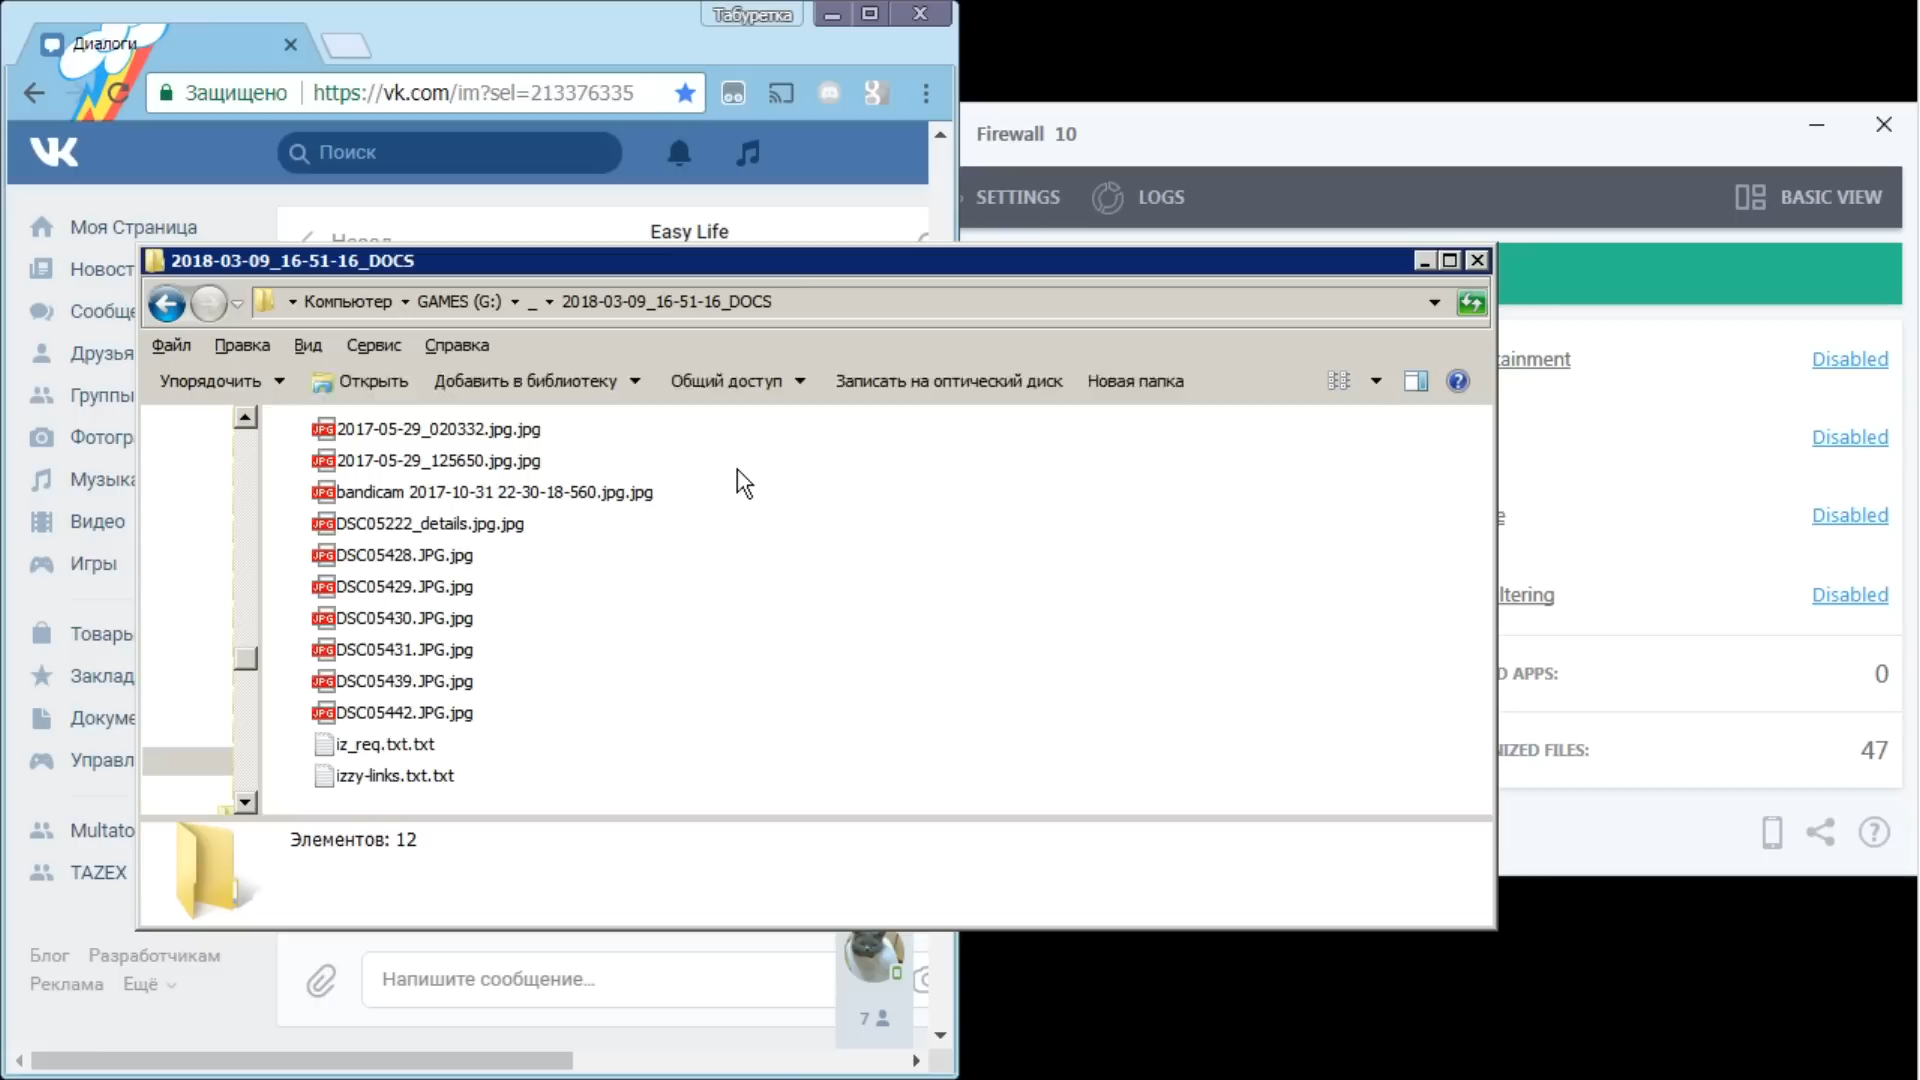 Табуретка
Диалоги
Защищено
https://vk.com/im?sel=213376335
Поиск
Моя Страница
Новост
Сообще
Друзья
Группы
Фотогр
Музыка
Видео
Игры
Товары
Заклад
Докуме
Управл
Multato
TAZEX
Блог Разработчикам
Реклама Ещё
Назад
Easy Life
2018-03-09_16-51-16_DOCS
Компьютер GAMES (G:) _ 2018-03-09_16-51-16_DOCS
Файл Правка Вид Сервис Справка
Упорядочить Открыть Добавить в библиотеку Общий доступ Записать на оптический диск Новая папка
2017-05-29_020332.jpg.jpg
2017-05-29_125650.jpg.jpg
bandicam 2017-10-31 22-30-18-560.jpg.jpg
DSC05222_details.jpg.jpg
DSC05428.JPG.jpg
DSC05429.JPG.jpg
DSC05430.JPG.jpg
DSC05431.JPG.jpg
DSC05439.JPG.jpg
DSC05442.JPG.jpg
iz_req.txt.txt
izzy-links.txt.txt
Элементов: 12
Напишите сообщение...
7
Firewall 10
SETTINGS LOGS BASIC VIEW
tainment Disabled
Disabled
e Disabled
ltering Disabled
D APPS: 0
NIZED FILES: 47